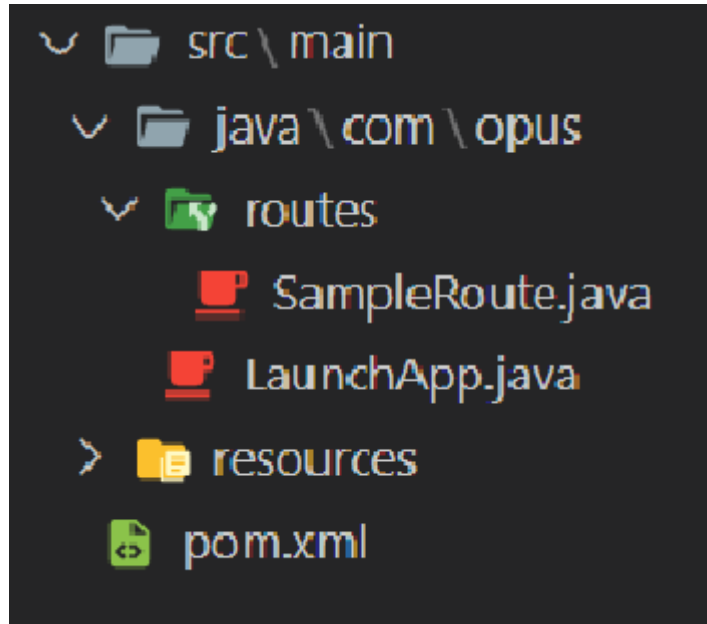 src \ main
java \ com \ opus
routes
SampleRoute.java
LaunchApp.java
resources
pom.xml